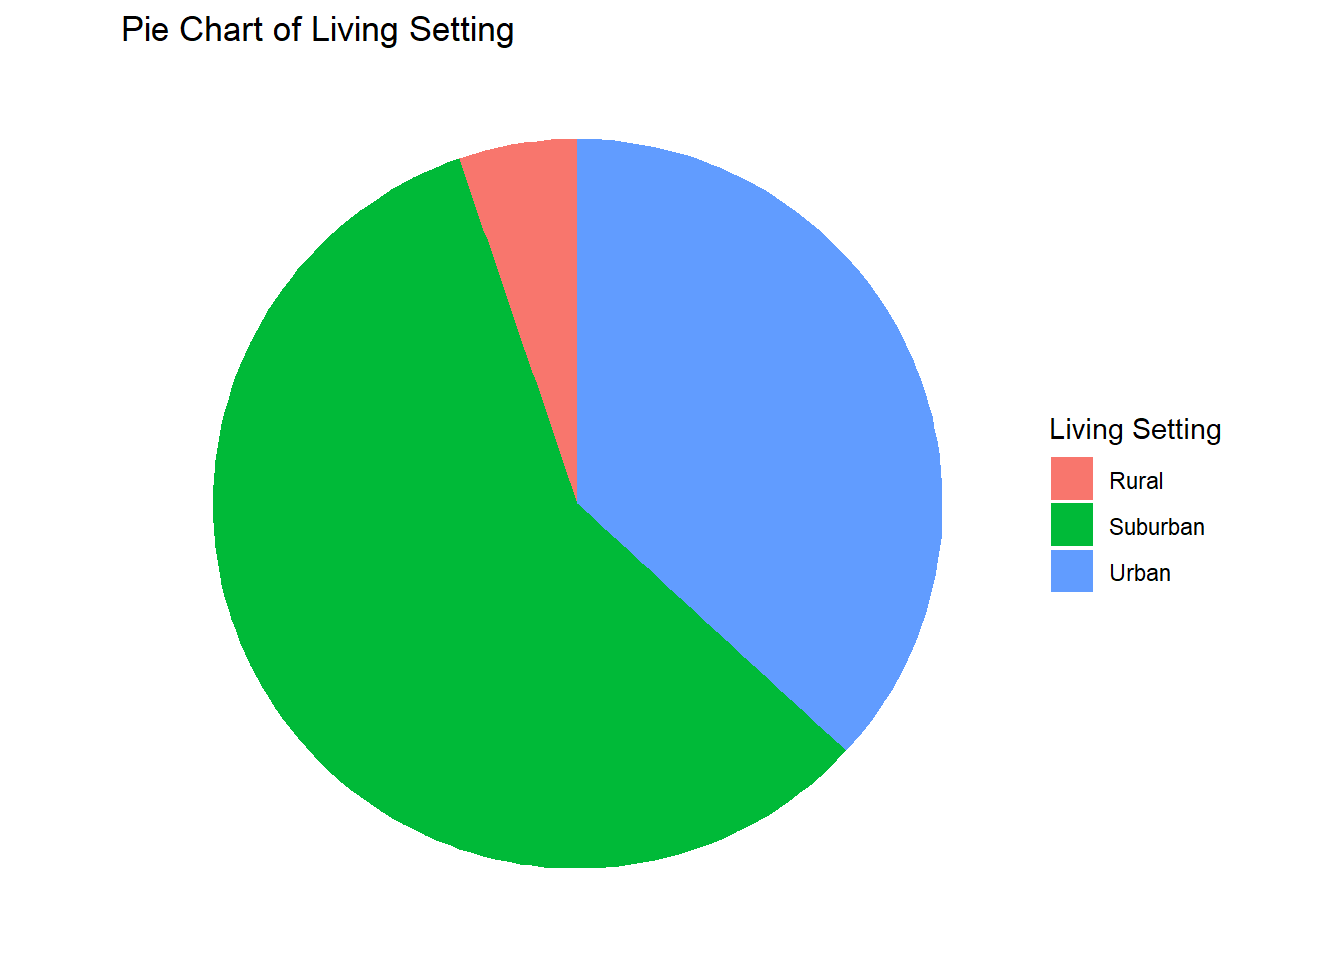 Pie Chart of Living Setting
Living Setting
Rural
Suburban
Urban